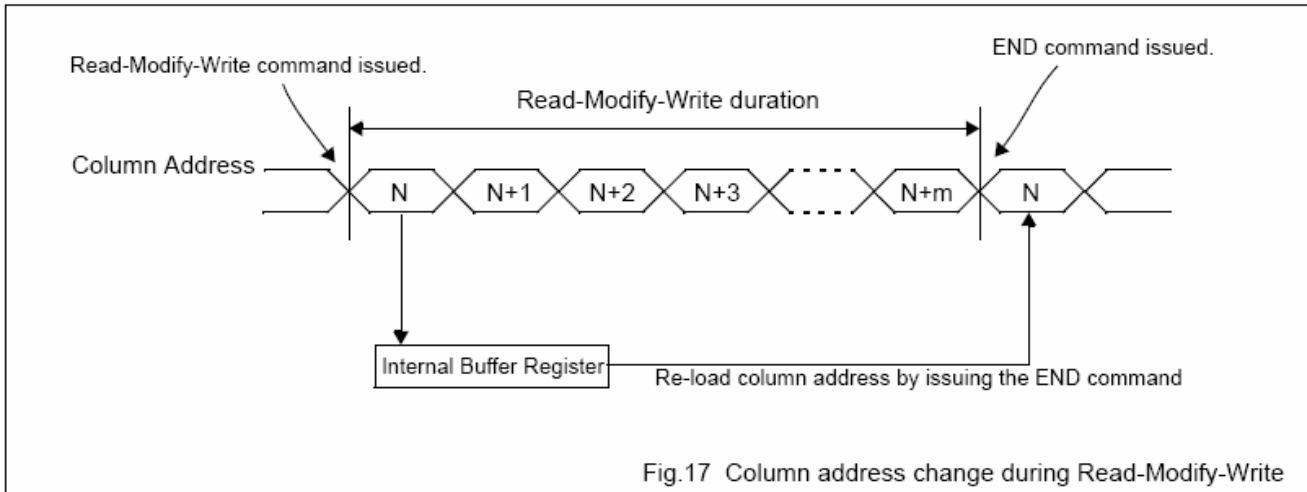 END command issued.
Read-Modify-Write command issued.
Read-Modify-Write duration
Column Address
N N+1 N+2 N+3 N+m N
Internal Buffer Register
Re-load column address by issuing the END command
Fig.17 Column address change during Read-Modify-Write